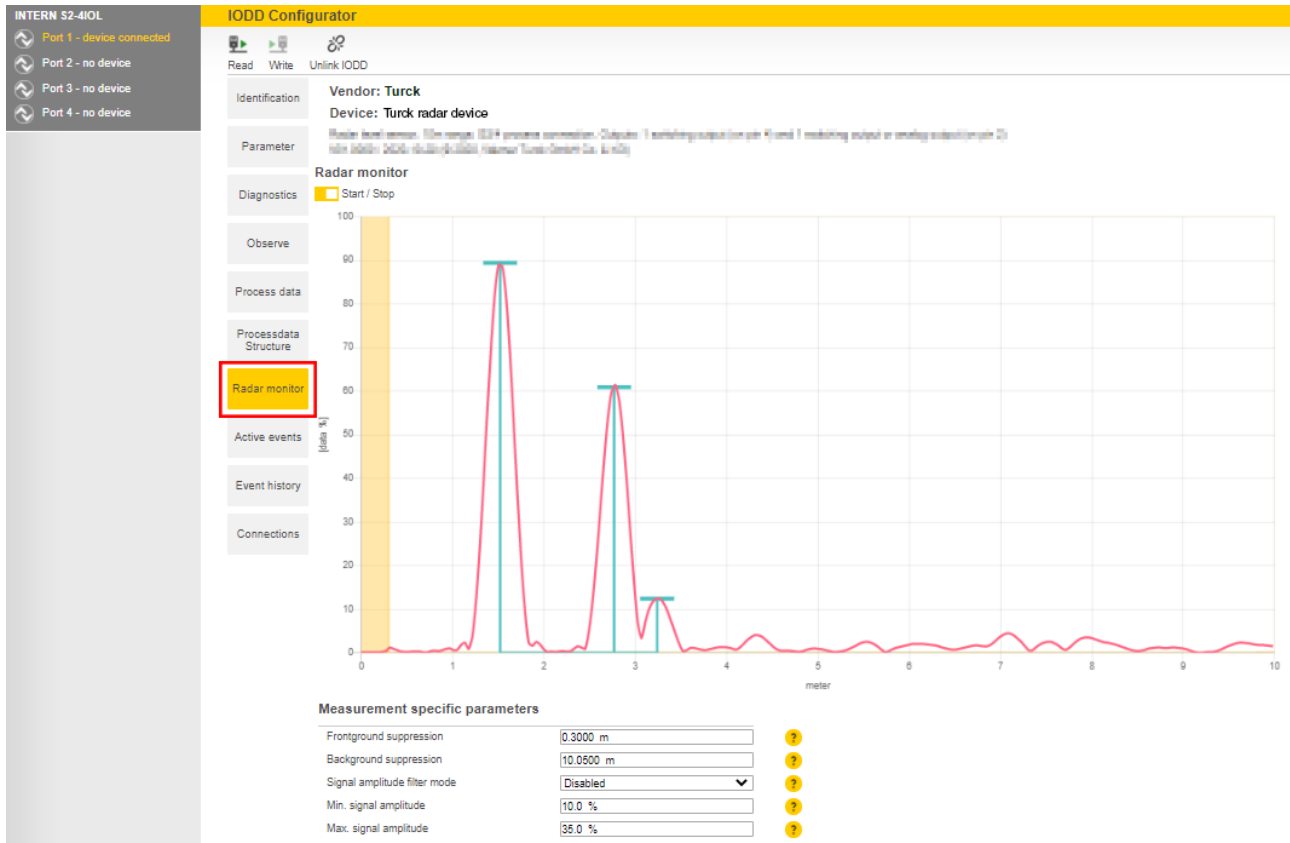 INTERN S2-4IOL
Port 1 - device connected
Port 2 - no device
Port 3 - no device
Port 4 - no device
IODD Configurator
Read Write Unlink IODD
Identification
Parameter
Diagnostics
Observe
Process data
Processdata
Structure
Radar monitor
Active events
Event history
Connections
Vendor: Turck
Device: Turck radar device
Radar monitor
Start / Stop
100
90
80
70
60
50
40
30
20
10
0
[data %]
0 1 2 3 4 5 6 7 8 9 10
meter
Measurement specific parameters
Frontground suppression 0.3000 m ?
Background suppression 10.0500 m ?
Signal amplitude filter mode Disabled ?
Min. signal amplitude 10.0 % ?
Max. signal amplitude 35.0 % ?